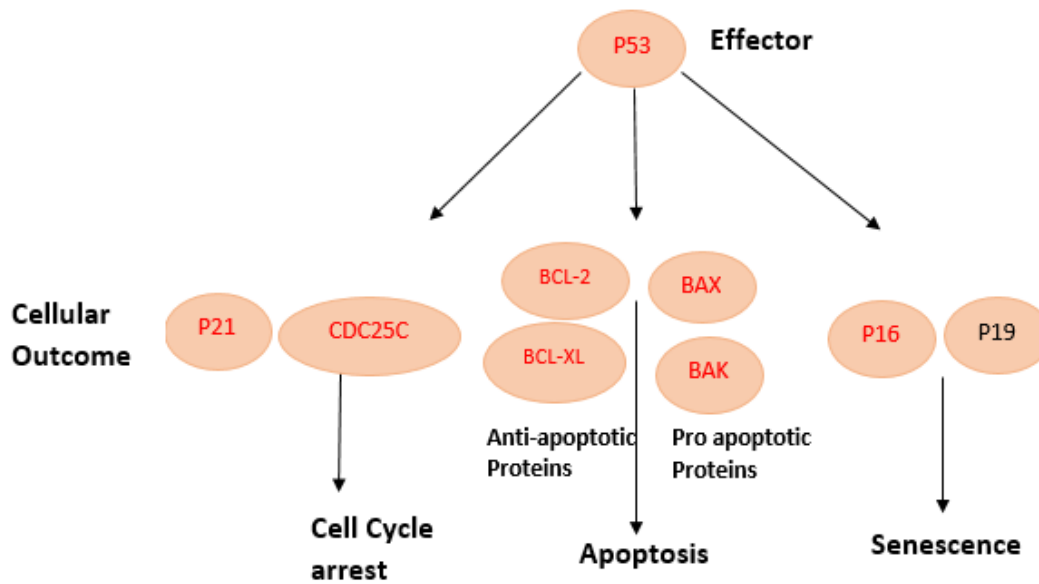 P53
Effector
Cellular
Outcome
P21
CDC25C
BCL-2
BCL-XL
BAX
BAK
P16
P19
Anti-apoptotic
Proteins
Pro apoptotic
Proteins
Cell Cycle
arrest
Apoptosis
Senescence